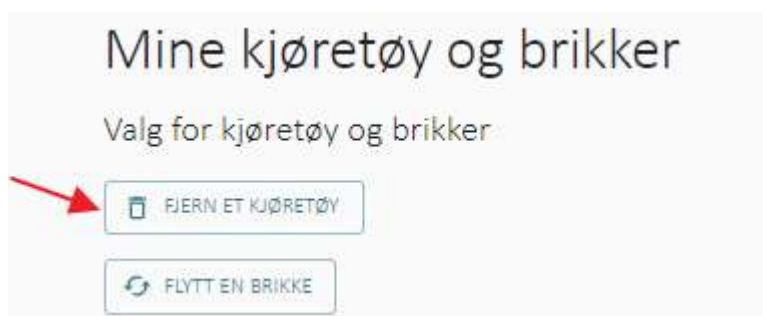 Mine kjøretøy og brikker
Valg for kjøretøy og brikker
FJERN ET KJØRETØY
FLYTT EN BRIKKE